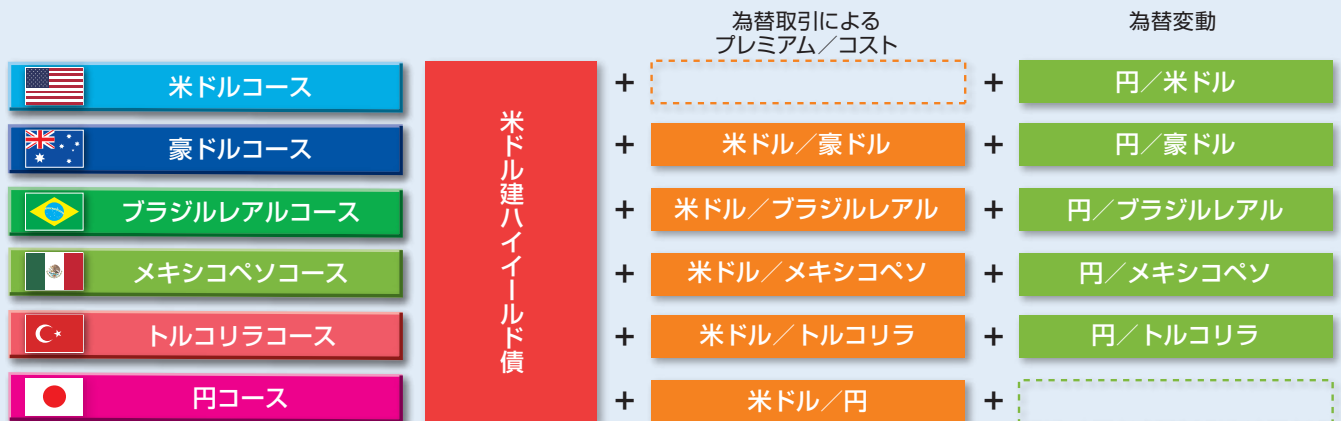 為替取引による
プレミアム／コスト
為替変動
米ドルコース
+
+
円／米ドル
豪ドルコース
+
米ドル／豪ドル
+
円／豪ドル
ブラジルレアルコース
+
米ドル／ブラジルレアル
+
円／ブラジルレアル
メキシコペソコース
+
米ドル／メキシコペソ
+
円／メキシコペソ
トルコリラコース
+
米ドル／トルコリラ
+
円／トルコリラ
円コース
+
米ドル／円
+
米ドル建ハイイールド債